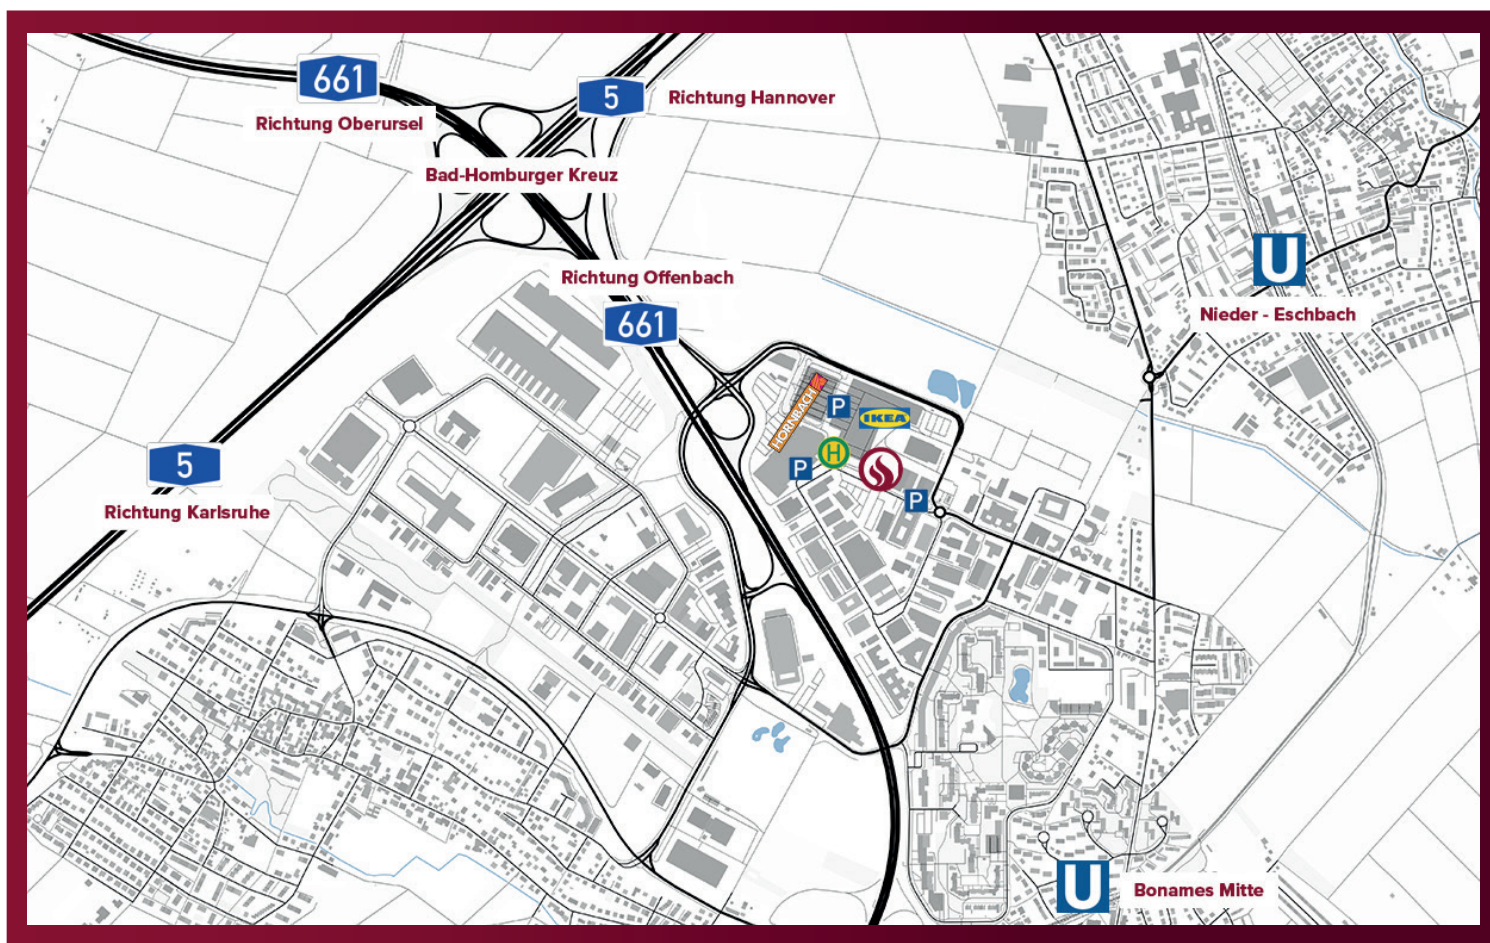 661
5
Richtung Hannover
Richtung Oberursel
Bad-Homburger Kreuz
U
Richtung Offenbach
661
Nieder - Eschbach
HORNBACH
P
IKEA
H
P
P
5
Richtung Karlsruhe
U
Bonames Mitte